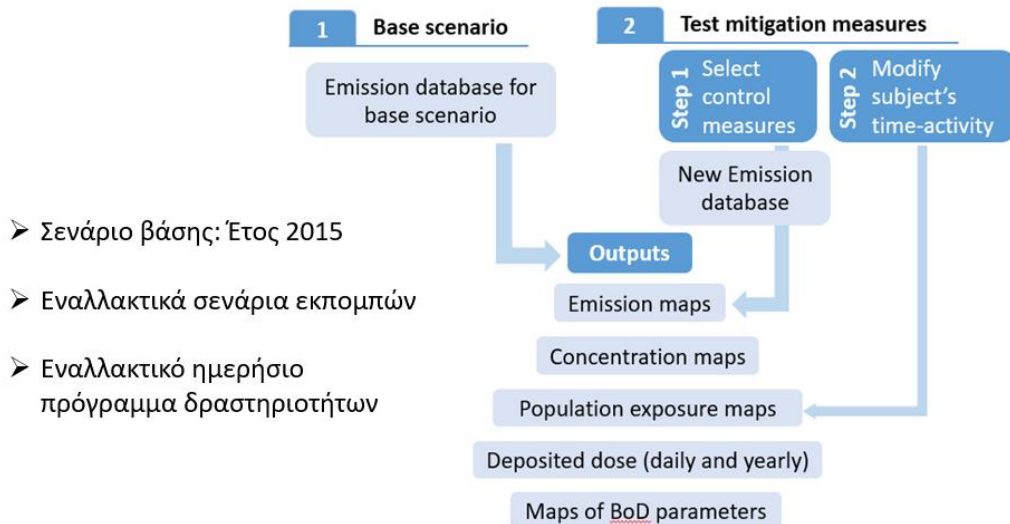 1 Base scenario
Emission database for
base scenario
2 Test mitigation measures
Step 1
Select
control
measures
Step 2
Modify
subject's
time-activity
New Emission
database
➤ Σενάριο βάσης: Έτος 2015
➤ Εναλλακτικά σενάρια εκπομπών
➤ Εναλλακτικό ημερήσιο
πρόγραμμα δραστηριοτήτων
Outputs
Emission maps
Concentration maps
Population exposure maps
Deposited dose (daily and yearly)
Maps of BoD parameters